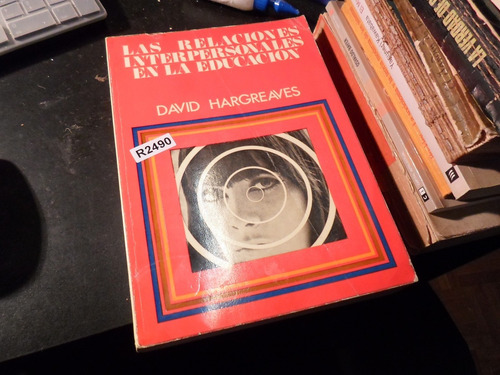 LAS RELACIONES
INTERPERSONALES
EN LA EDUCACION
DAVID HARGREAVES
R2490